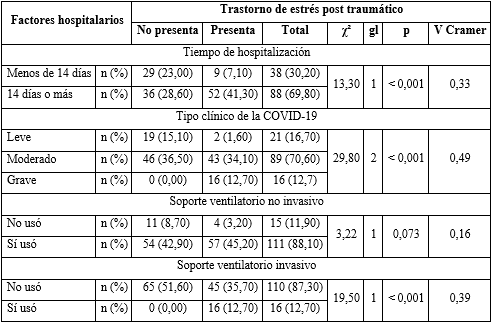 Factores hospitalarios Trastorno de estrés post traumático
No presenta Presenta Total χ² gl p V Cramer
Tiempo de hospitalización
Menos de 14 días n (%) 29 (23,00) 9 (7,10) 38 (30,20) 13,30 1 <0,001 0,33
14 días o más n (%) 36 (28,60) 52 (41,30) 88 (69,80)
Tipo clínico de la COVID-19
Leve n (%) 19 (15,10) 2 (1,60) 21 (16,70)
Moderado n (%) 46 (36,50) 43 (34,10) 89 (70,60) 29,80 2 <0,001 0,49
Grave n (%) 0 (0,00) 16 (12,70) 16 (12,7)
Soporte ventilatorio no invasivo
No usó n (%) 11 (8,70) 4 (3,20) 15 (11,90) 3,22 1 0,073 0,16
Sí usó n (%) 54 (42,90) 57 (45,20) 111 (88,10)
Soporte ventilatorio invasivo
No usó n (%) 65 (51,60) 45 (35,70) 110 (87,30) 19,50 1 <0,001 0,39
Sí usó n (%) 0 (0,00) 16 (12,70) 16 (12,70)